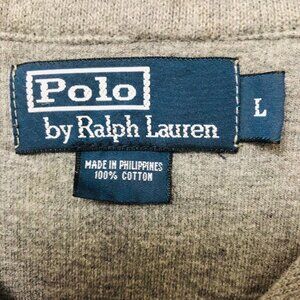 Polo
by Ralph Lauren
L
MADE IN PHILIPPINES
100% COTTON